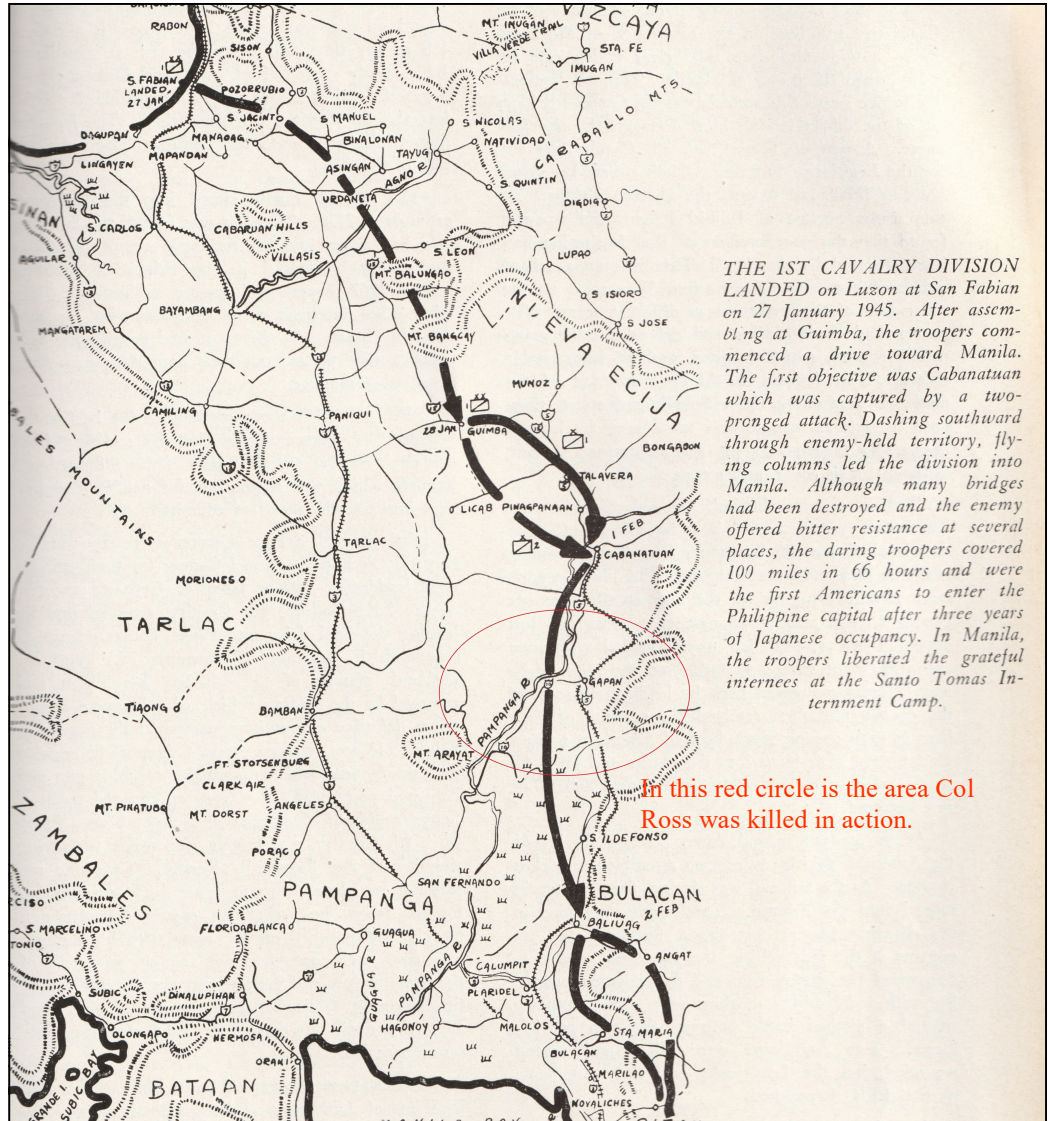 VIZCAYA
RABON
SISON
MT. INUGAN
VILLA VERDE TRAIL
STA. FE
IMUGAN
S. FABIAN
LANDED
27 JAN
POZORRUBIO
CARABALLO MTS.
DAGUPAN
S JACINTO
S MANUEL
S NICOLAS
MANAOAG
BINALONAN
NATIVIDAD
LINGAYEN
MAPANDAN
TAYUG
ASINGAN
AGNO R
S QUINTIN
URDANETA
DIGDIG
SINAN
S. CARLOS
CABARUAN HILLS
AGUILAR
VILLASIS
S. LEON
LUPAO
MT. BALUNGAO
S ISIDRO
BAYAMBANG
NUEVA ECIJA
S JOSE
MANGATAREM
MT. BANGCAY
MUNOZ
CAMILING
PANIQUI
28 JAN
GUIMBA
1
BONGABON
BALES MOUNTAINS
TALAVERA
LICAB
PINAGPANAAN
1 FEB
2
CABANATUAN
TARLAC
MORIONES
TARLAC
GAPAN
TIAONG
BAMBAN
PAMPANGA R
MT. ARAYAT
FT. STOTSENBURG
CLARK AIR
MT. PINATUBO
MT. DORST
ANGELES
ZAMBALES
S. ILDEFONSO
PORAC
SAN FERNANDO
PAMPANGA
BULACAN
2 FEB
RCISO
S. MARCELINO
TONIO
FLORIDABLANCA
GUAGUA
BALIUAG
ANGAT
CALUMPIT
PANPANGA R
GUAGUA R
PLARIDEL
SUBIC
DINALUPIHAN
HAGONOY
MALOLOS
STA MARIA
OLONGAPO
HERMOSA
ORANI
BULACAN
MARILAO
BATAAN
GRANDE I.
SUBIC BAY
NOVALICHES
THE 1ST CAVALRY DIVISION
LANDED on Luzon at San Fabian
on 27 January 1945. After assem-
bling at Guimba, the troopers com-
menced a drive toward Manila.
The first objective was Cabanatuan
which was captured by a two-
pronged attack. Dashing southward
through enemy-held territory, fly-
ing columns led the division into
Manila. Although many bridges
had been destroyed and the enemy
offered bitter resistance at several
places, the daring troopers covered
100 miles in 66 hours and were
the first Americans to enter the
Philippine capital after three years
of Japanese occupancy. In Manila,
the troopers liberated the grateful
internees at the Santo Tomas In-
ternment Camp.
In this red circle is the area Col
Ross was killed in action.